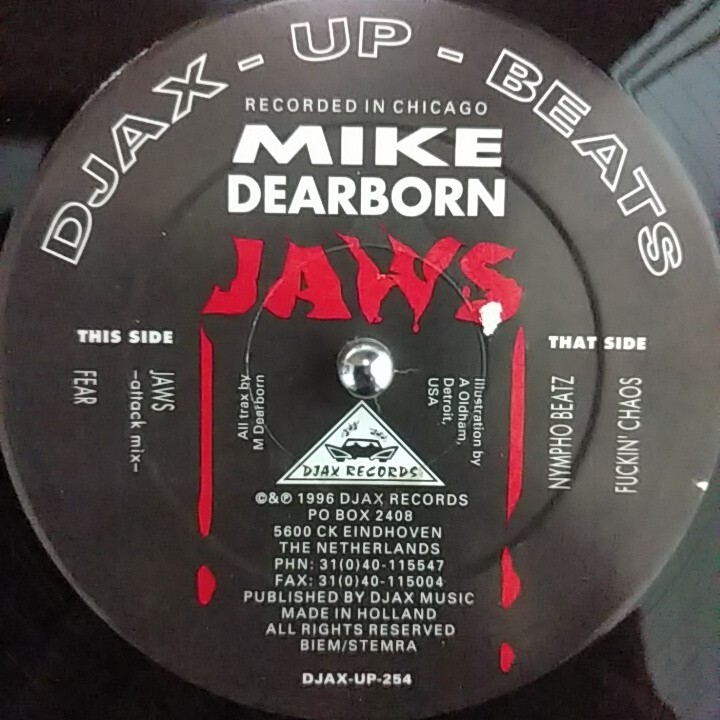 DJAX-UP-BEATS
RECORDED IN CHICAGO
MIKE
DEARBORN
JAWS
THIS SIDE
JAWS
-attack mix-
FEAR
All trax by
M Dearborn
illustration by
A Oldham,
Detroit,
USA
THAT SIDE
FUCKIN' CHAOS
NYMPHO BEATZ
DJAX RECORDS
©&℗ 1996 DJAX RECORDS
PO BOX 2408
5600 CK EINDHOVEN
THE NETHERLANDS
PHN: 31(0)40-115547
FAX: 31(0)40-115004
PUBLISHED BY DJAX MUSIC
MADE IN HOLLAND
ALL RIGHTS RESERVED
BIEM/STEMRA
DJAX-UP-254